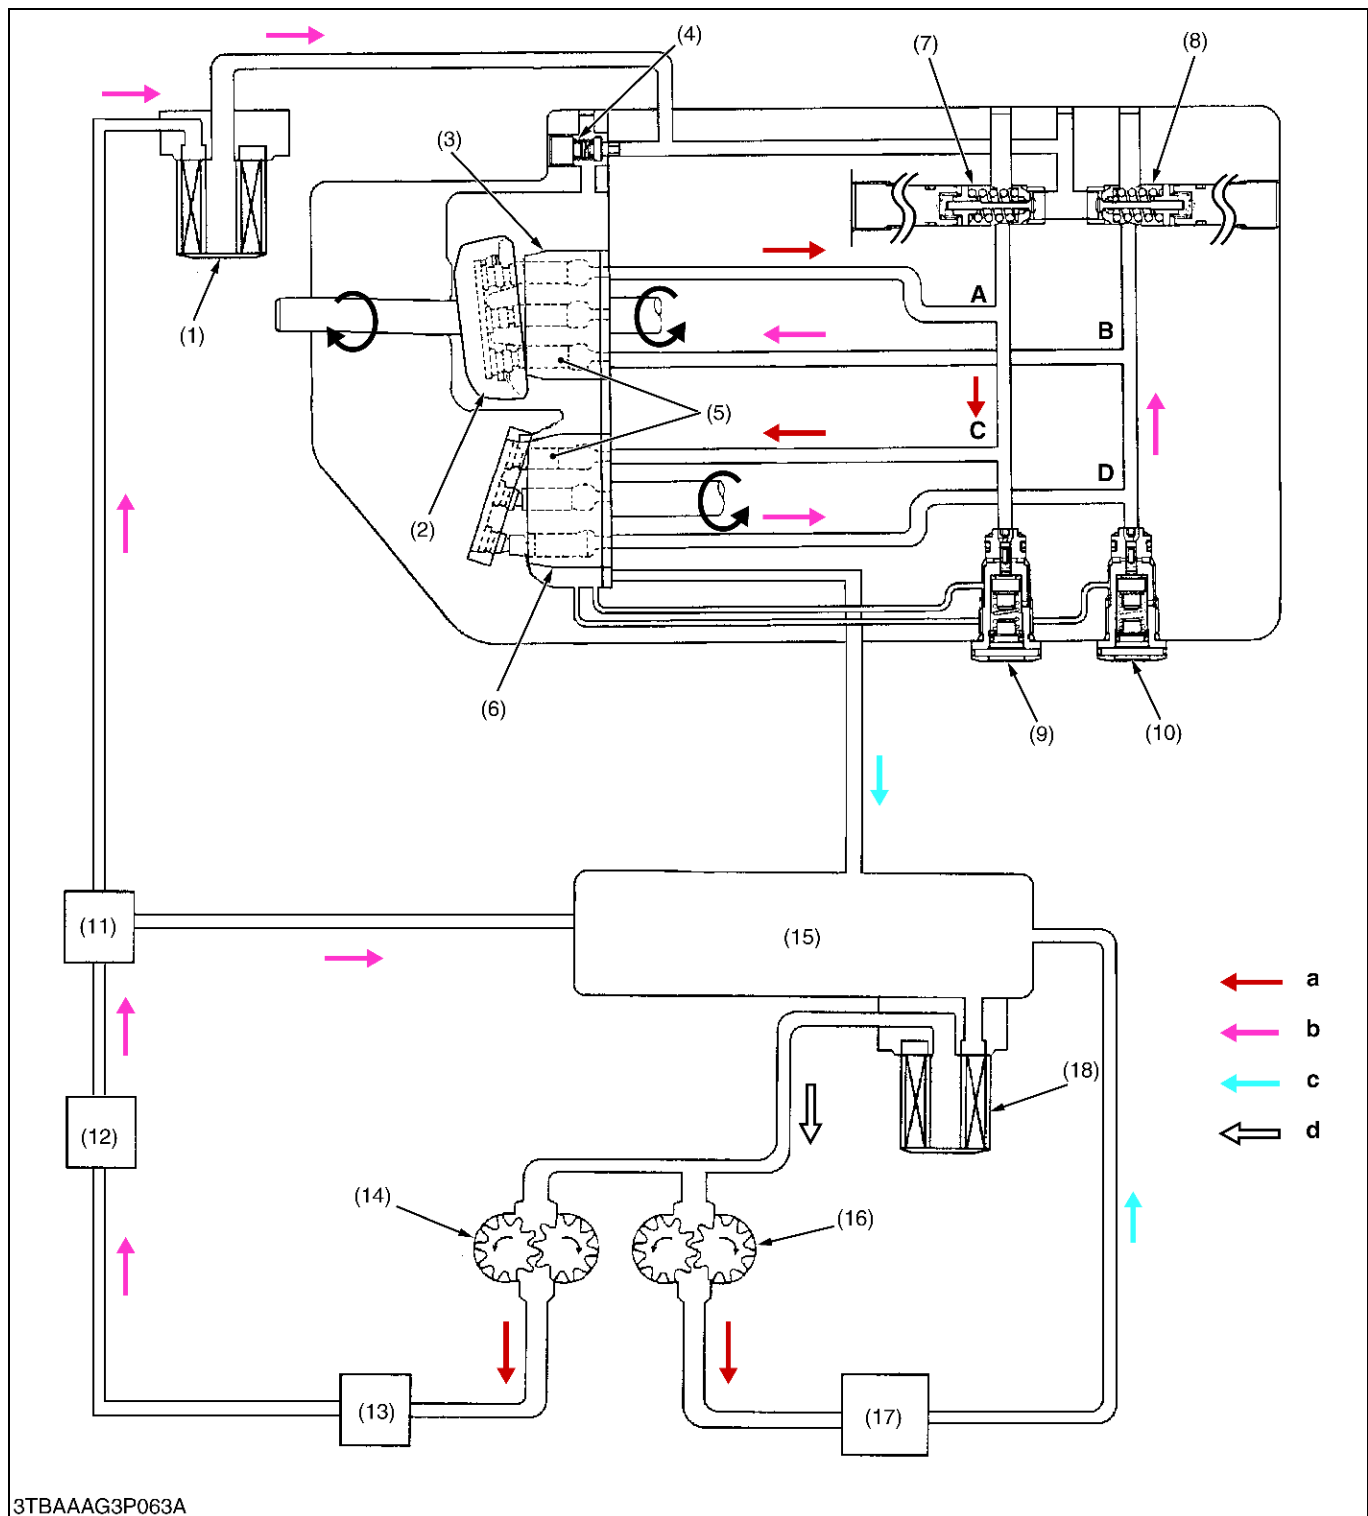 (4)
(7)
(8)
(3)
(1)
A
B
(5)
C
D
(2)
(6)
(9)
(10)
(11)
(15)
a
b
(18)
c
(12)
d
(14)
(16)
(13)
(17)
3TBAAAG3P063A